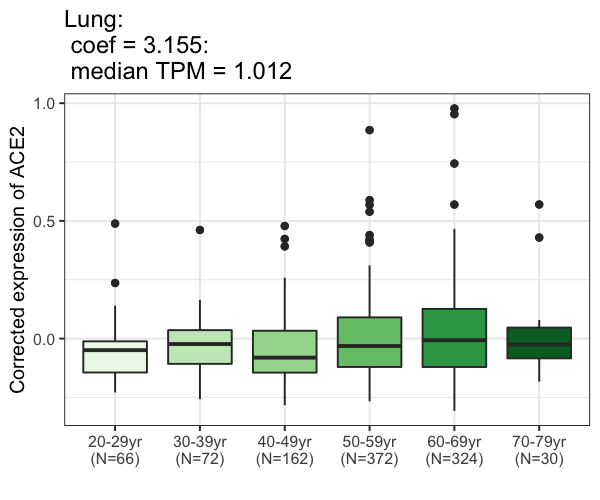 Lung:
coef = 3.155:
median TPM = 1.012
Corrected expression of ACE2
1.0
0.5
0.0
20-29yr 30-39yr 40-49yr 50-59yr 60-69yr 70-79yr
(N=66) (N=72) (N=162) (N=372) (N=324) (N=30)